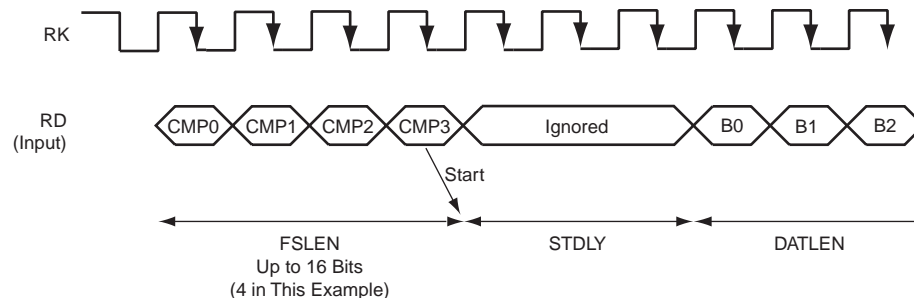 RK
RD
(Input)
CMP0 CMP1 CMP2 CMP3 Ignored B0 B1 B2
Start
FSLEN STDLY DATLEN
Up to 16 Bits
(4 in This Example)